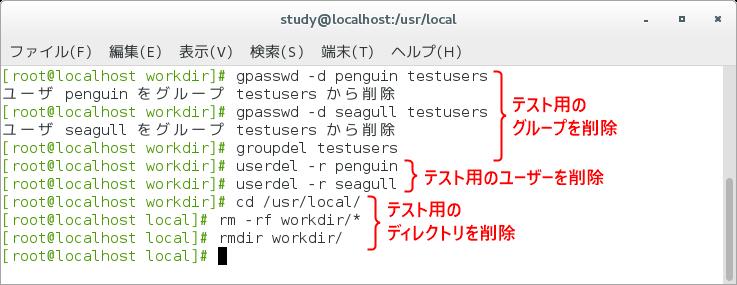 study@localhost:/usr/local
ファイル(F) 編集(E) 表示(V) 検索(S) 端末(T) ヘルプ(H)
[root@localhost workdir]# gpasswd -d penguin testusers
ユーザ penguin をグループ testusers から削除
[root@localhost workdir]# gpasswd -d seagull testusers
ユーザ seagull をグループ testusers から削除
[root@localhost workdir]# groupdel testusers
テスト用の
グループを削除
[root@localhost workdir]# userdel -r penguin
[root@localhost workdir]# userdel -r seagull
テスト用のユーザーを削除
[root@localhost workdir]# cd /usr/local/
[root@localhost local]# rm -rf workdir/*
[root@localhost local]# rmdir workdir/
テスト用の
ディレクトリを削除
[root@localhost local]#